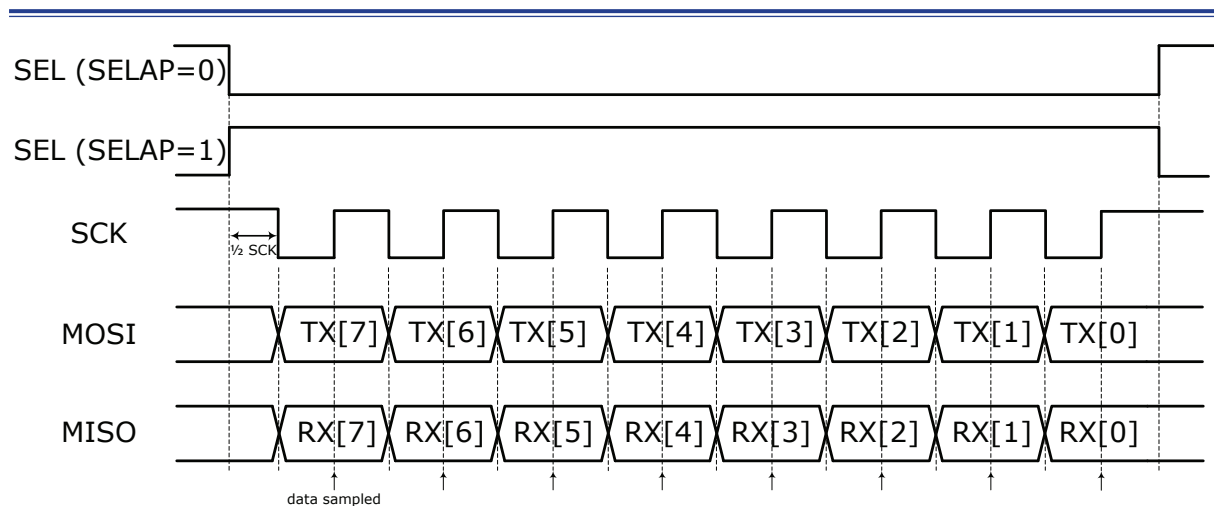 SEL (SELAP=0)
SEL (SELAP=1)
SCK
½ SCK
MOSI
TX[7] TX[6] TX[5] TX[4] TX[3] TX[2] TX[1] TX[0]
MISO
RX[7] RX[6] RX[5] RX[4] RX[3] RX[2] RX[1] RX[0]
data sampled